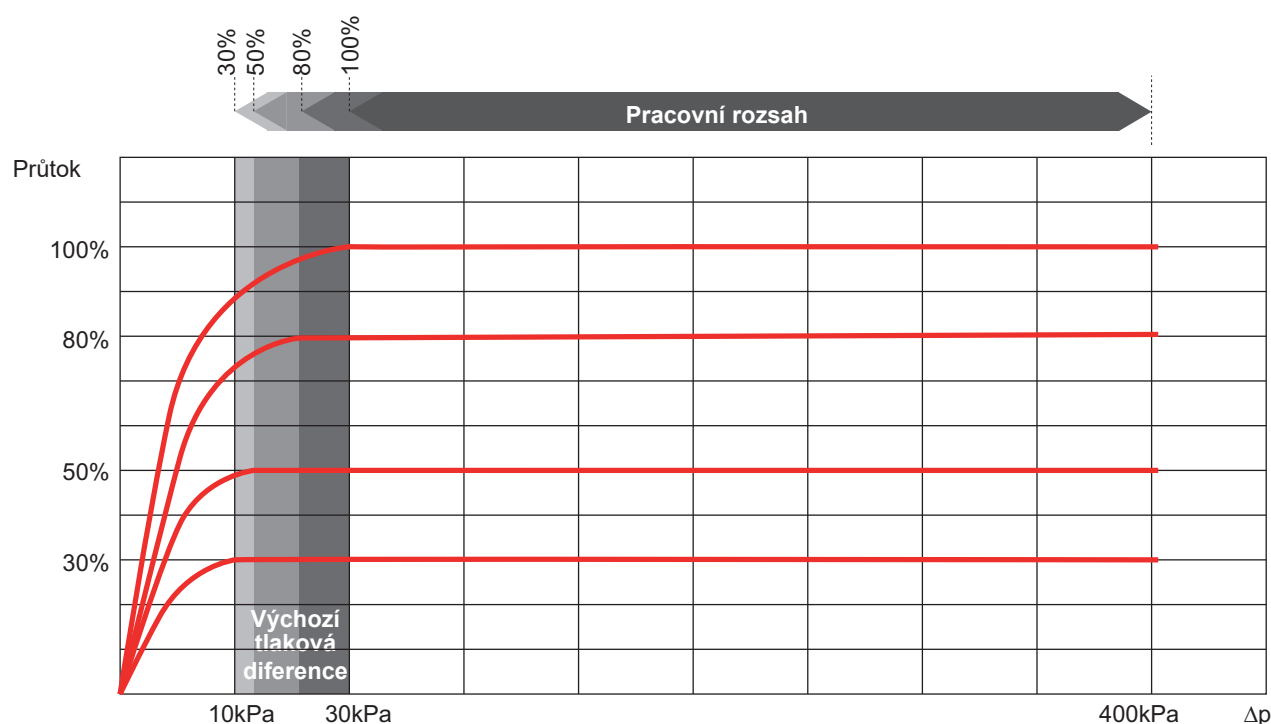 30%
50%
80%
100%
Pracovní rozsah
Průtok
100%
80%
50%
30%
Výchozí
tlaková
diference
10kPa
30kPa
400kPa
Δp